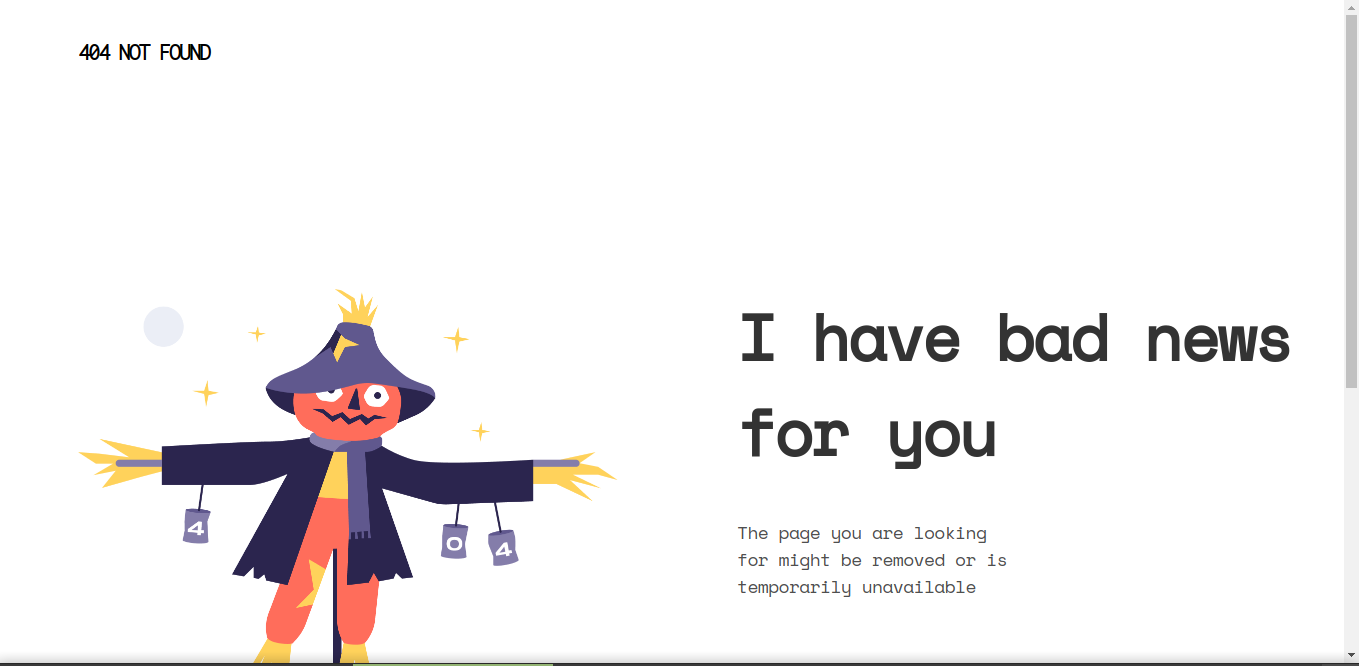 404 NOT FOUND
I have bad news
for you
4
0
4
The page you are looking
for might be removed or is
temporarily unavailable